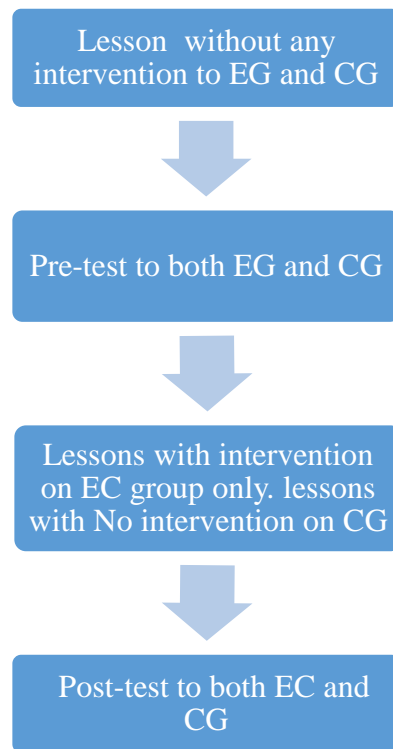 Lesson without any
intervention to EG and CG
Pre-test to both EG and CG
Lessons with intervention
on EC group only. lessons
with No intervention on CG
Post-test to both EC and
CG